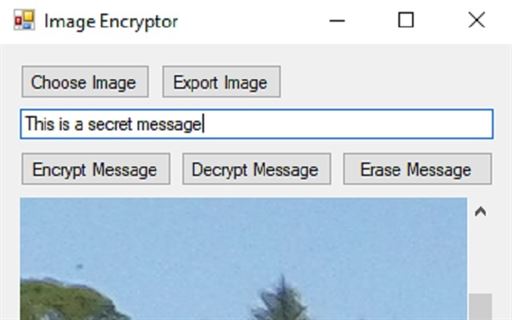 Image Encryptor
Choose Image Export Image
This is a secret message
Encrypt Message Decrypt Message Erase Message